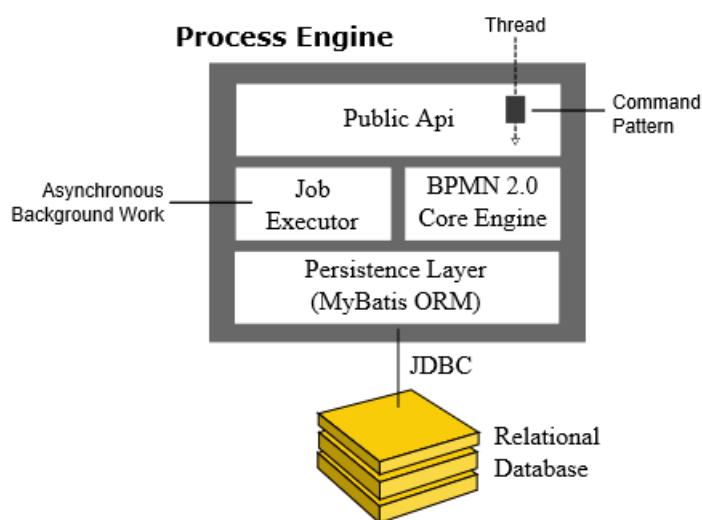 Thread
Process Engine
Public Api
Command
Pattern
Asynchronous
Background Work
Job
Executor
BPMN 2.0
Core Engine
Persistence Layer
(MyBatis ORM)
JDBC
Relational
Database